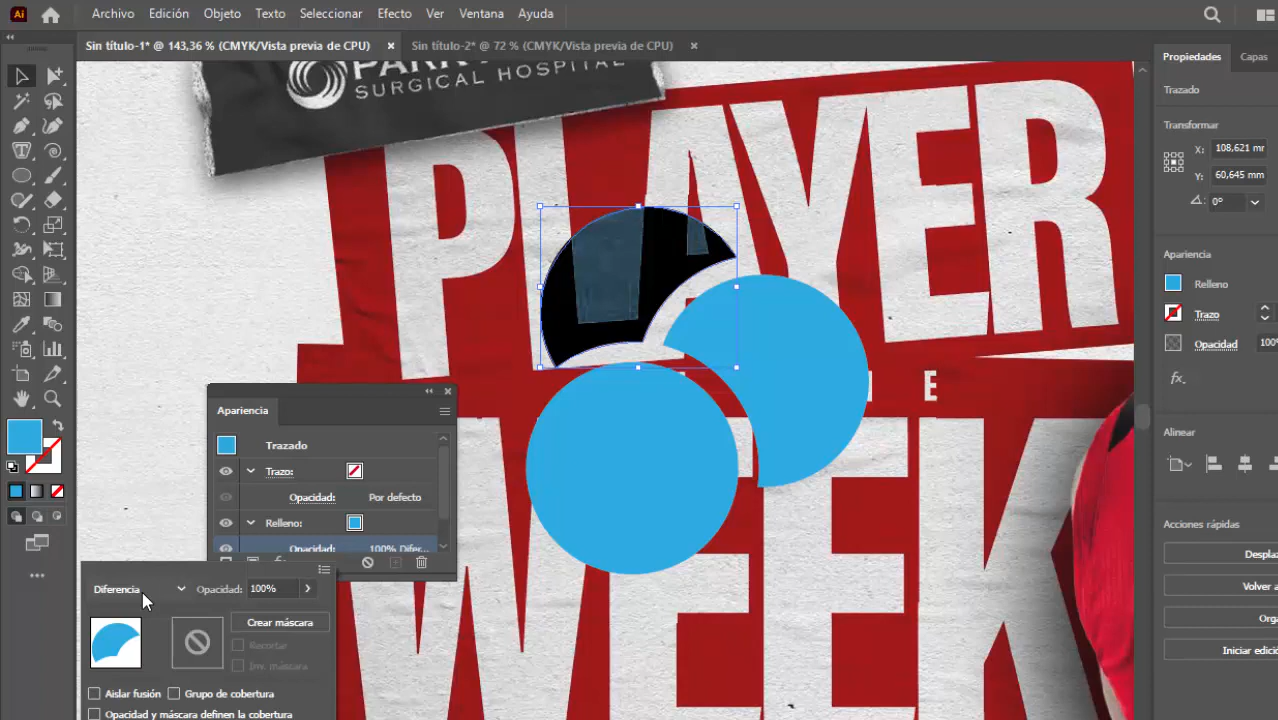 Ai Archivo Edición Objeto Texto Seleccionar Efecto Ver Ventana Ayuda
Sin título-1* @ 143,36 % (CMYK/Vista previa de CPU) × Sin título-2* @ 72 % (CMYK/Vista previa de CPU) ×
SURGICAL HOSPITAL
PLAYER
E
WEEK
Propiedades Capas
Trazado
Transformar
X: 108,621 mr
Y: 60,645 mm
0°
Apariencia
Relleno
Trazo
Opacidad 100%
fx.
Alinear
Acciones rápidas
Volver a
Iniciar edici
Apariencia
Trazado
Trazo:
Opacidad: Por defecto
Relleno:
Opacidad: 100% Difer...
Diferencia Opacidad: 100%
Crear máscara
Recortar
Inv. máscara
Aislar fusión Grupo de cobertura
Opacidad y máscara definen la cobertura